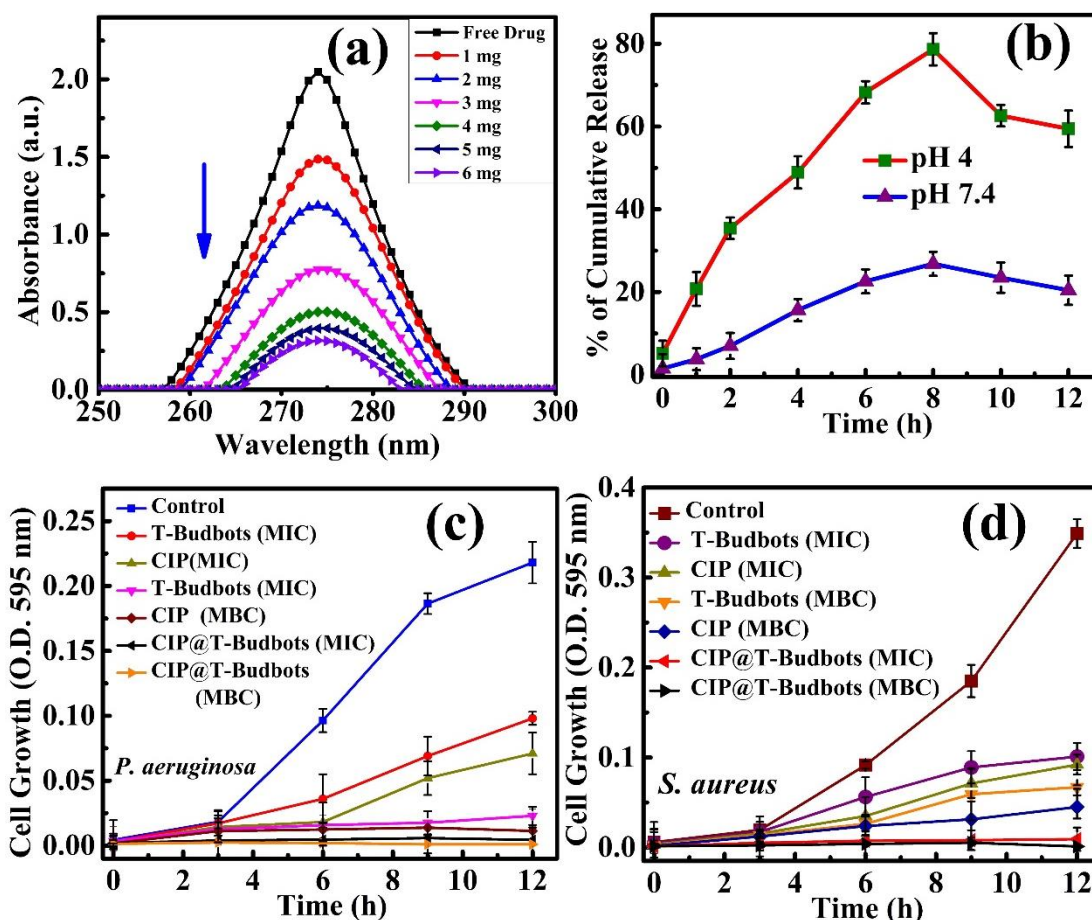 (a)
Free Drug
1 mg
2 mg
3 mg
4 mg
5 mg
6 mg
Absorbance (a.u.)
2.0
1.5
1.0
0.5
0.0
250 260 270 280 290 300
Wavelength (nm)
(b)
pH 4
pH 7.4
% of Cumulative Release
80
60
40
20
0
0 2 4 6 8 10 12
Time (h)
(c)
Control
T-Budbots (MIC)
CIP(MIC)
T-Budbots (MIC)
CIP (MBC)
CIP@T-Budbots (MIC)
CIP@T-Budbots
(MBC)
P. aeruginosa
Cell Growth (O.D. 595 nm)
0.25
0.20
0.15
0.10
0.05
0.00
0 2 4 6 8 10 12
Time (h)
(d)
Control
T-Budbots (MIC)
CIP (MIC)
T-Budbots (MBC)
CIP (MBC)
CIP@T-Budbots (MIC)
CIP@T-Budbots (MBC)
S. aureus
Cell Growth (O.D. 595 nm)
0.4
0.3
0.2
0.1
0.0
0 2 4 6 8 10 12
Time (h)